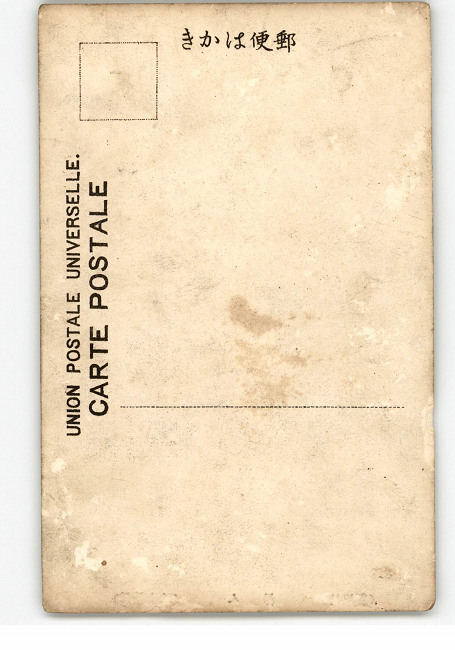 郵便はかき
UNION POSTALE UNIVERSELLE.
CARTE POSTALE